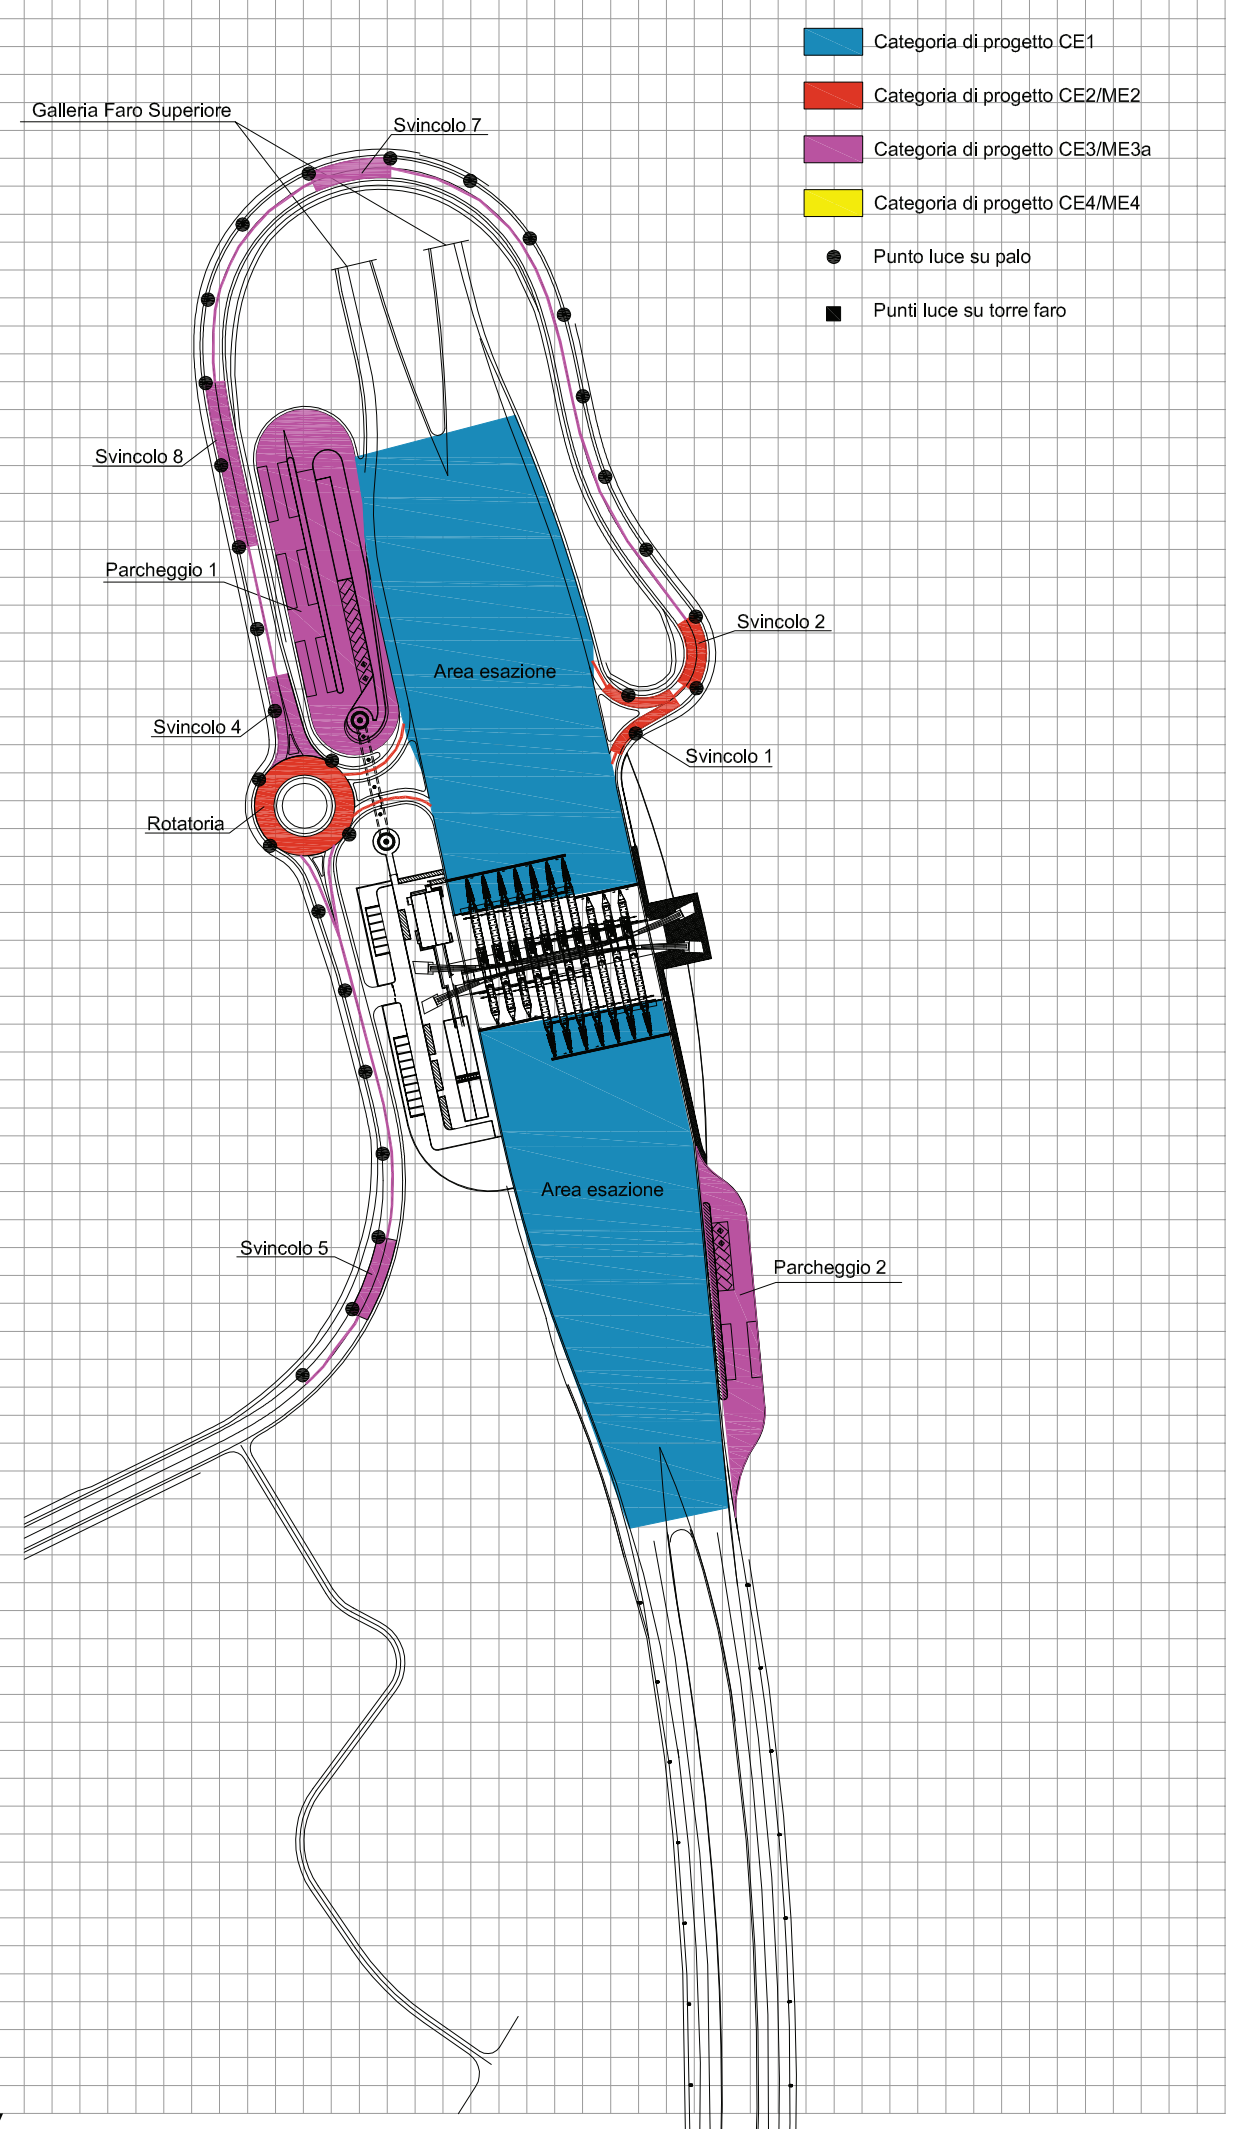 Categoria di progetto CE1
Categoria di progetto CE2/ME2
Galleria Faro Superiore
Svincolo 7
Categoria di progetto CE3/ME3a
Categoria di progetto CE4/ME4
Punto luce su palo
Punti luce su torre faro
Svincolo 8
Parcheggio 1
Svincolo 2
Area esazione
Svincolo 4
Svincolo 1
Rotatoria
Area esazione
Svincolo 5
Parcheggio 2